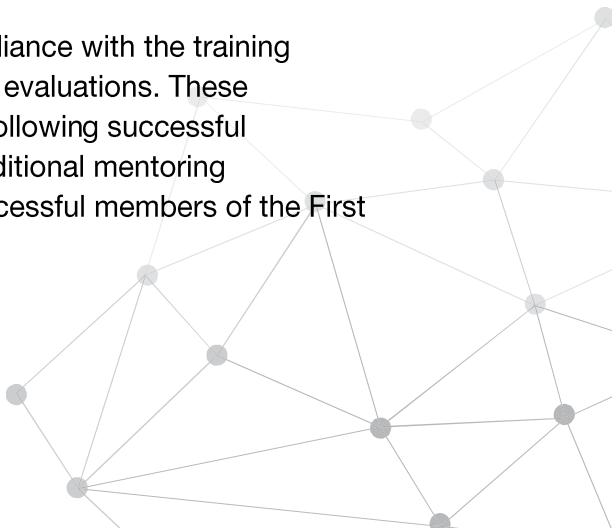 liance with the training
evaluations. These
ollowing successful
ditional mentoring
cessful members of the First